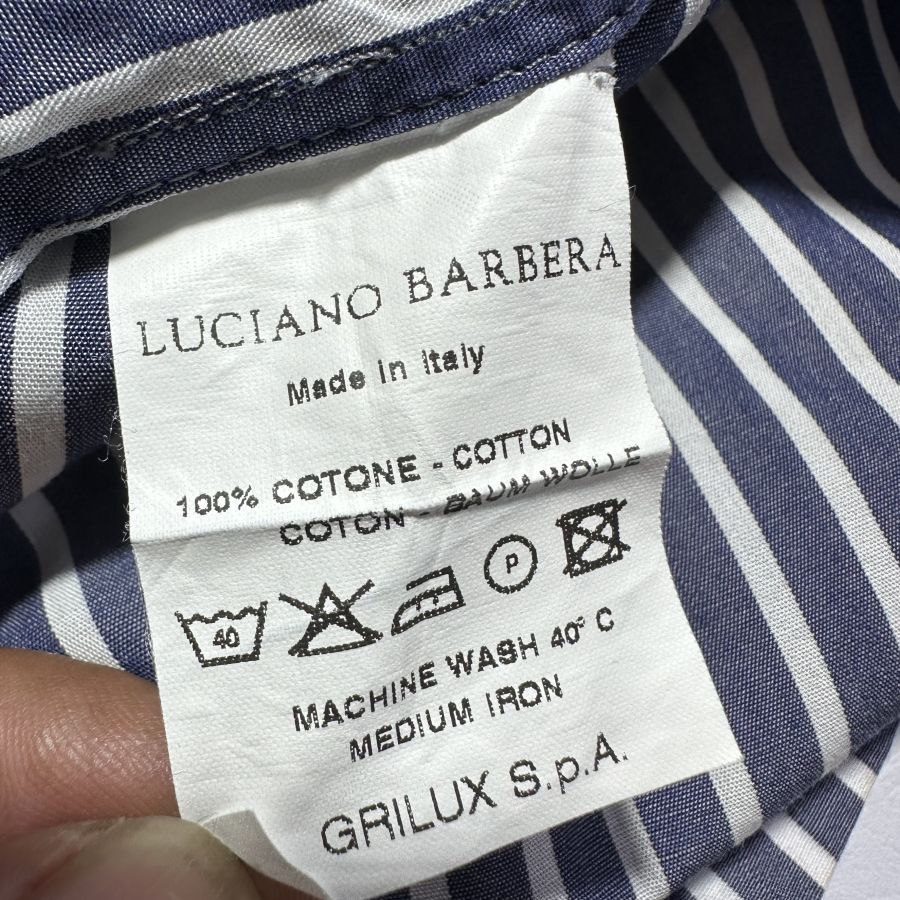 LUCIANO BARBERA
Made in Italy
100% COTONE - COTTON
COTON - BAUM WOLLE
40 P
MACHINE WASH 40° C
MEDIUM IRON
GRILUX S.p.A.